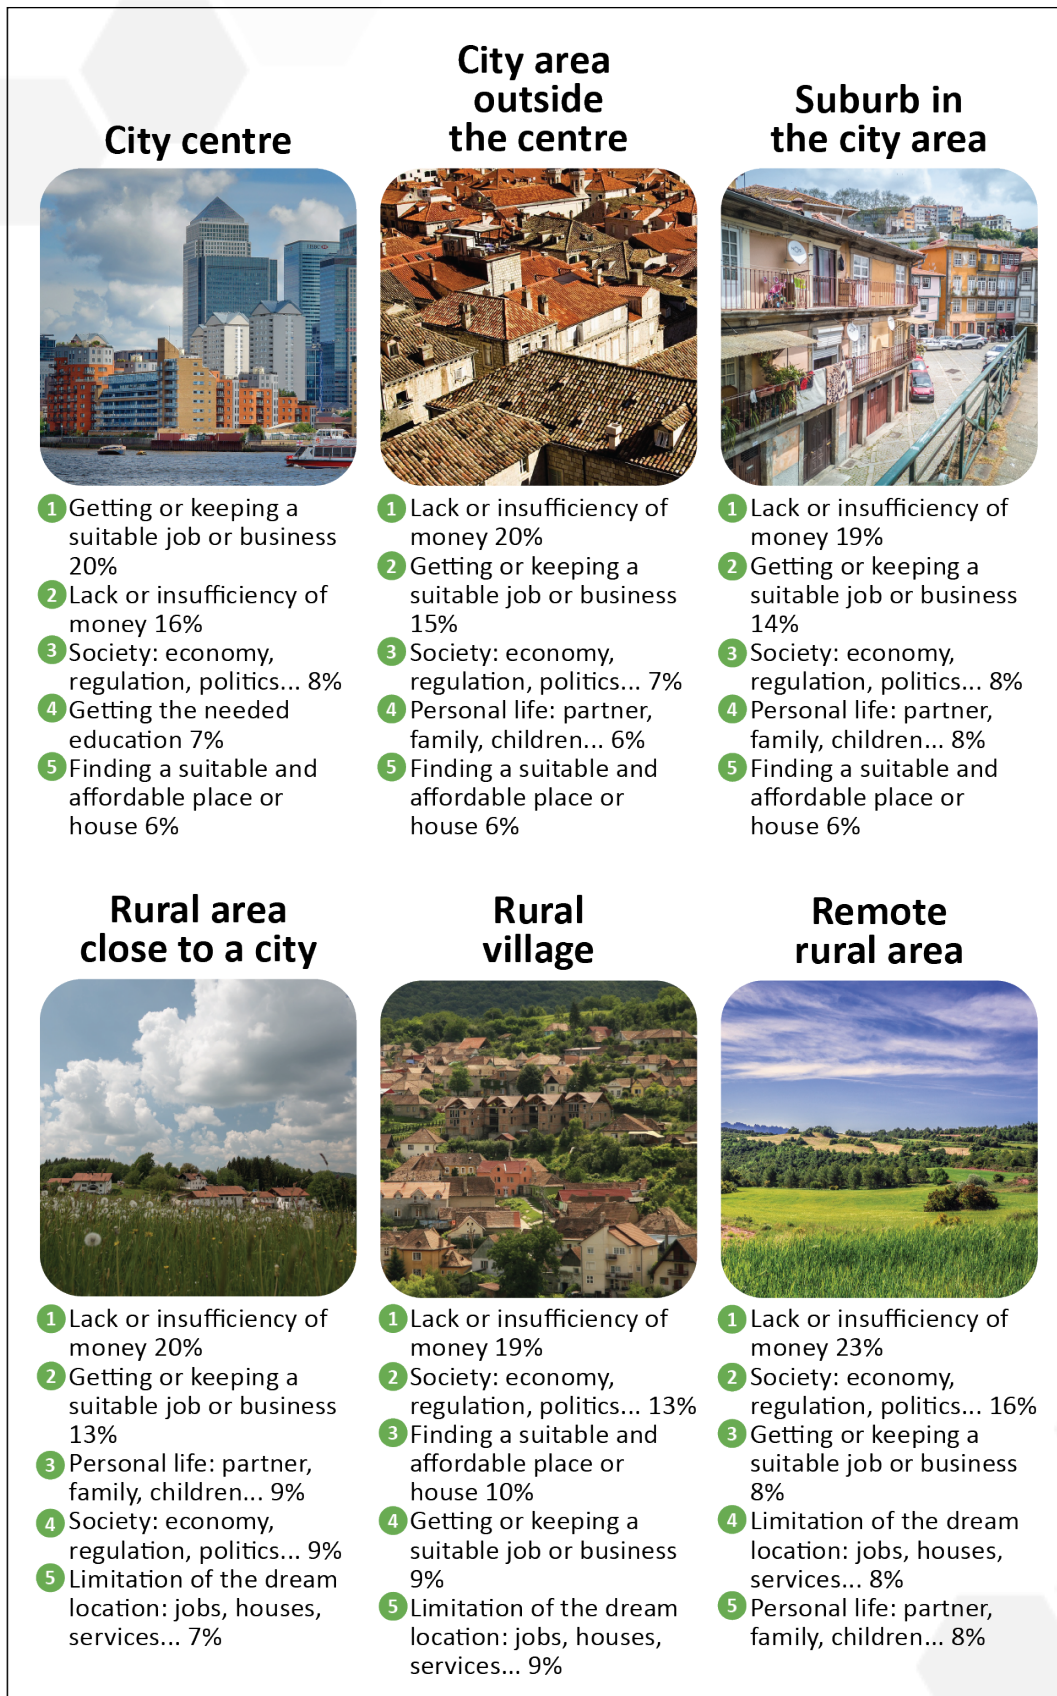 City centre
1 Getting or keeping a
suitable job or business
20%
2 Lack or insufficiency of
money 16%
3 Society: economy,
regulation, politics... 8%
4 Getting the needed
education 7%
5 Finding a suitable and
affordable place or
house 6%
City area
outside
the centre
1 Lack or insufficiency of
money 20%
2 Getting or keeping a
suitable job or business
15%
3 Society: economy,
regulation, politics... 7%
4 Personal life: partner,
family, children... 6%
5 Finding a suitable and
affordable place or
house 6%
Suburb in
the city area
1 Lack or insufficiency of
money 19%
2 Getting or keeping a
suitable job or business
14%
3 Society: economy,
regulation, politics... 8%
4 Personal life: partner,
family, children... 8%
5 Finding a suitable and
affordable place or
house 6%
Rural area
close to a city
1 Lack or insufficiency of
money 20%
2 Getting or keeping a
suitable job or business
13%
3 Personal life: partner,
family, children... 9%
4 Society: economy,
regulation, politics... 9%
5 Limitation of the dream
location: jobs, houses,
services... 7%
Rural
village
1 Lack or insufficiency of
money 19%
2 Society: economy,
regulation, politics... 13%
3 Finding a suitable and
affordable place or
house 10%
4 Getting or keeping a
suitable job or business
9%
5 Limitation of the dream
location: jobs, houses,
services... 9%
Remote
rural area
1 Lack or insufficiency of
money 23%
2 Society: economy,
regulation, politics... 16%
3 Getting or keeping a
suitable job or business
8%
4 Limitation of the dream
location: jobs, houses,
services... 8%
5 Personal life: partner,
family, children... 8%